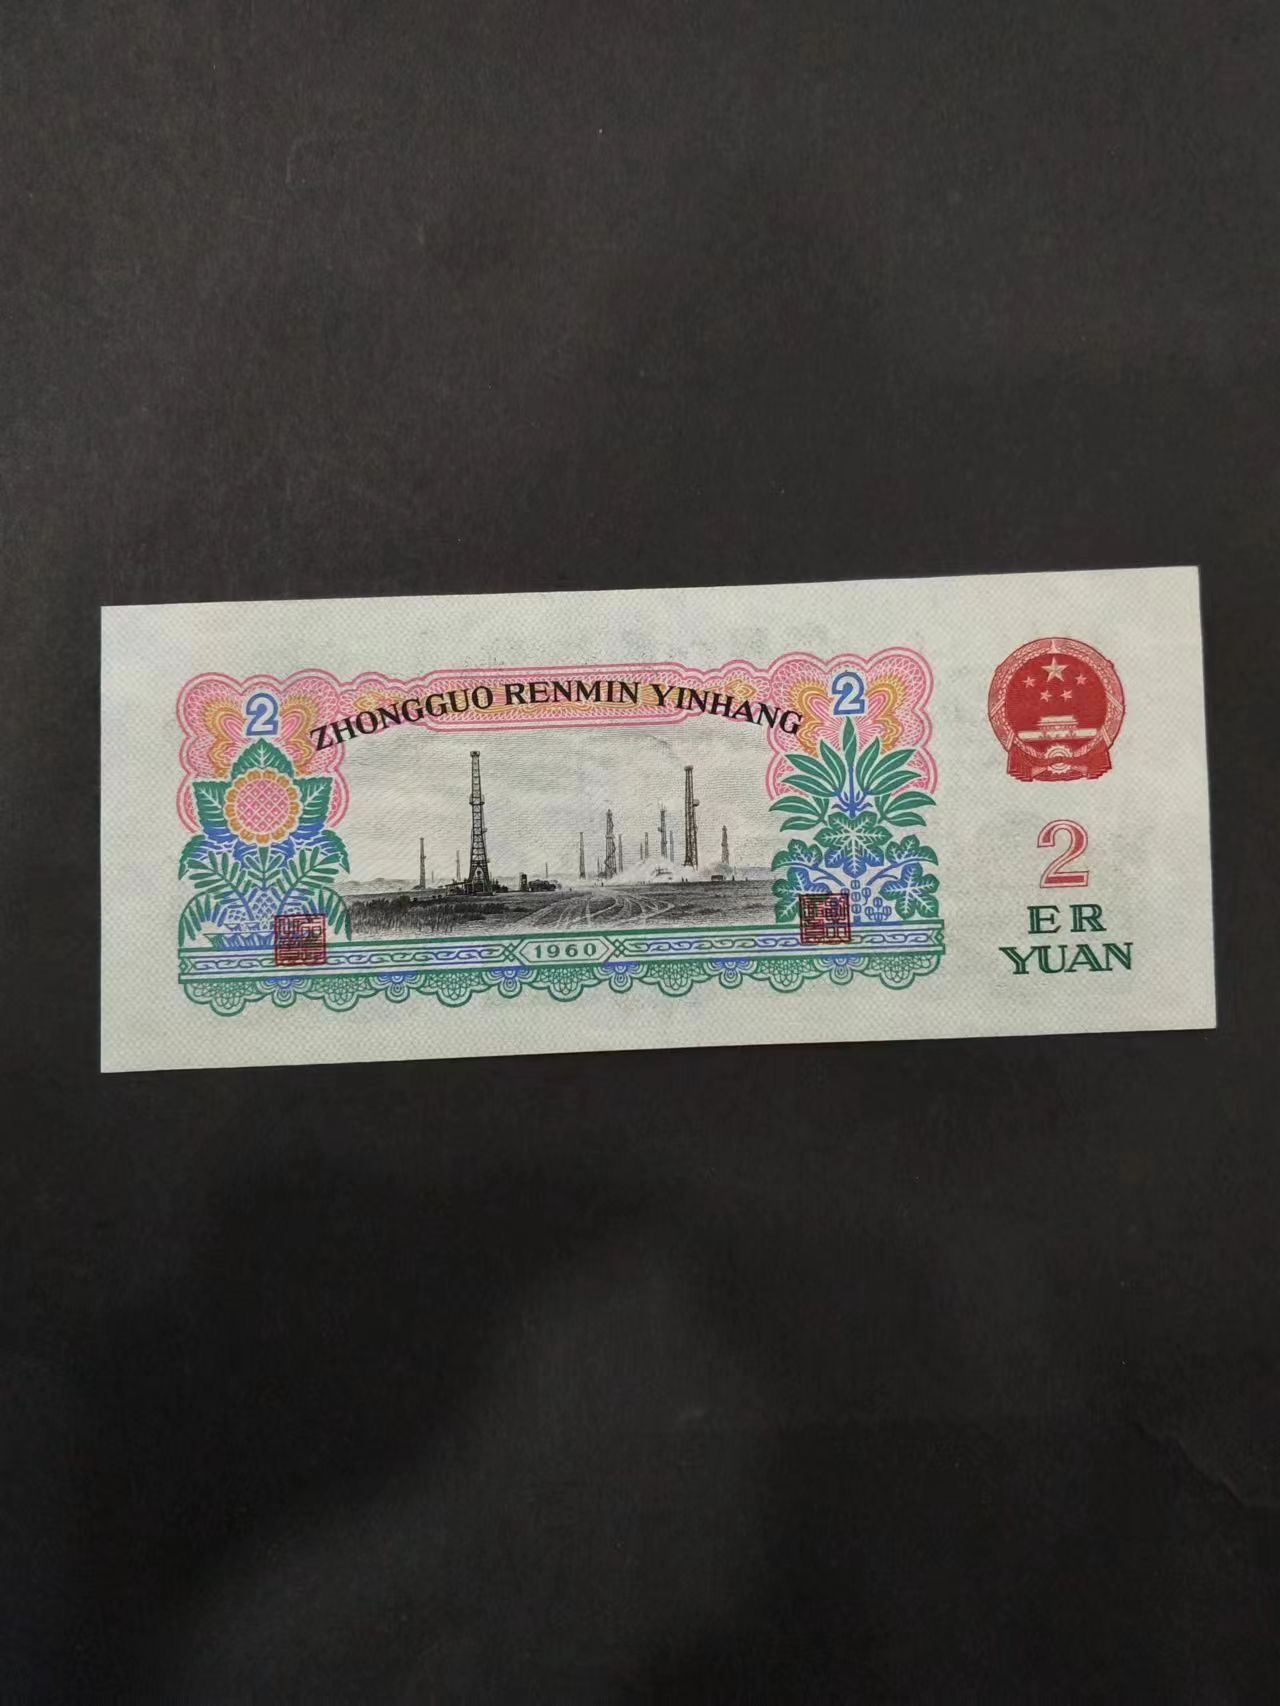 2
ZHONGGUO RENMIN YINHANG
2
1960
2
ER
YUAN